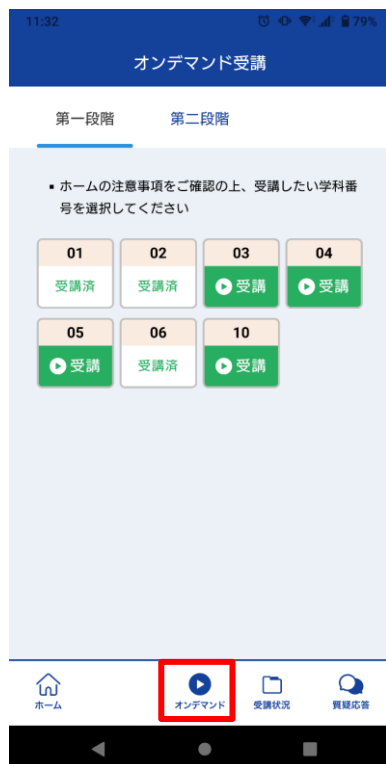 11:32
79%
オンデマンド受講
第一段階
第二段階
▪ ホームの注意事項をご確認の上、受講したい学科番
号を選択してください
01
02
03
04
受講済
受講済
受講
受講
05
06
10
受講
受講済
受講
ホーム
オンデマンド
受講状況
質疑応答